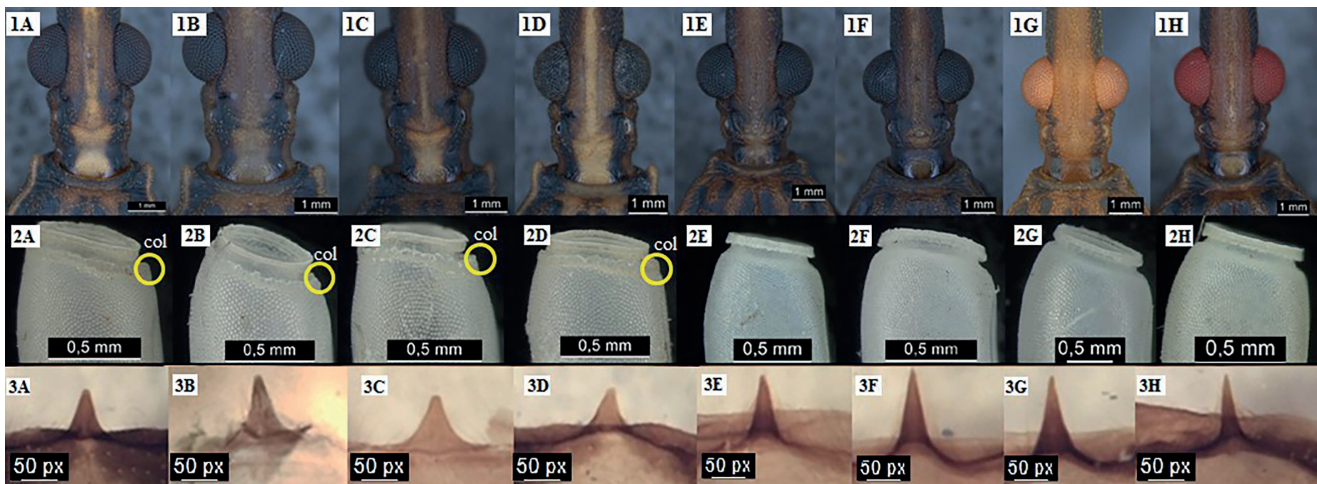 1A 1B 1C 1D 1E 1F 1G 1H
1 mm 1 mm 1 mm 1 mm 1 mm 1 mm 1 mm 1 mm
2A col 2B col 2C col 2D col 2E 2F 2G 2H
0,5 mm 0,5 mm 0,5 mm 0,5 mm 0,5 mm 0,5 mm 0,5 mm 0,5 mm
3A 3B 3C 3D 3E 3F 3G 3H
50 px 50 px 50 px 50 px 50 px 50 px 50 px 50 px